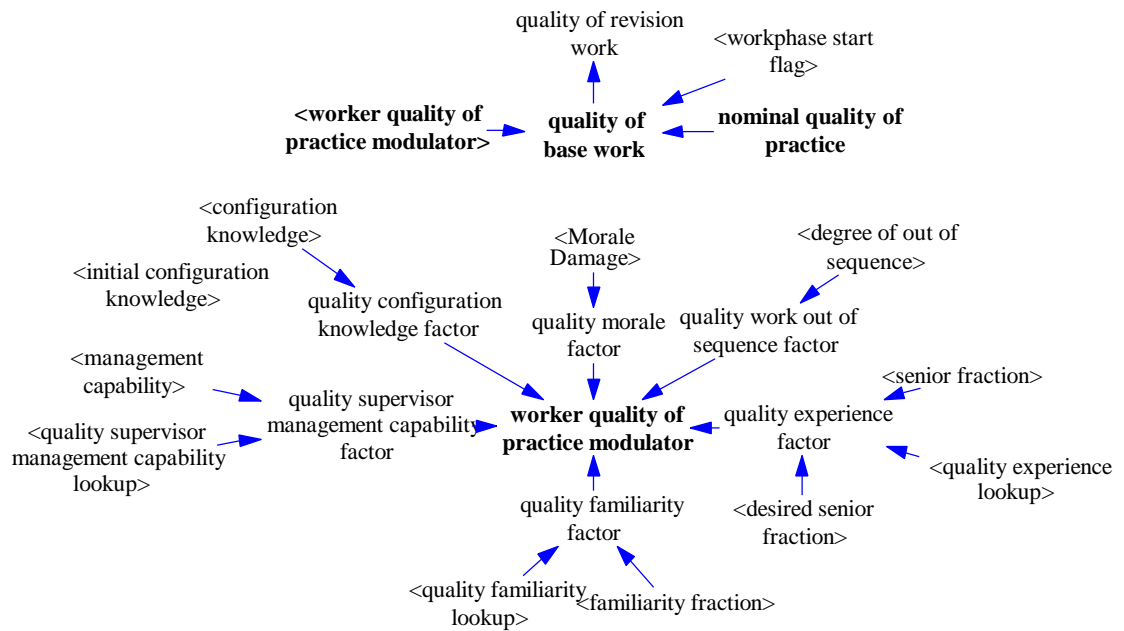 quality of revision
work
<workphase start
flag>
<worker quality of
practice modulator>
quality of
base work
nominal quality of
practice
<configuration
knowledge>
<initial configuration
knowledge>
quality configuration
knowledge factor
<Morale
Damage>
quality morale
factor
<degree of out of
sequence>
quality work out of
sequence factor
<management
capability>
<quality supervisor
management capability
lookup>
quality supervisor
management capability
factor
worker quality of
practice modulator
quality experience
factor
<senior fraction>
<quality experience
lookup>
<desired senior
fraction>
quality familiarity
factor
<quality familiarity
lookup>
<familiarity fraction>